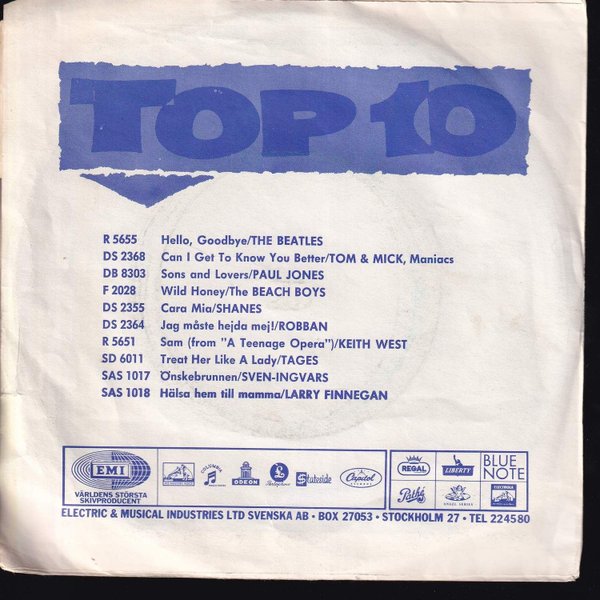 TOP 10
R 5655 Hello, Goodbye/THE BEATLES
DS 2368 Can I Get To Know You Better/TOM & MICK, Maniacs
DB 8303 Sons and Lovers/PAUL JONES
F 2028 Wild Honey/The BEACH BOYS
DS 2355 Cara Mia/SHANES
DS 2364 Jag måste hejda mej!/ROBBAN
R 5651 Sam (from "A Teenage Opera")/KEITH WEST
SD 6011 Treat Her Like A Lady/TAGES
SAS 1017 Önskebrunnen/SVEN-INGVARS
SAS 1018 Hälsa hem till mamma/LARRY FINNEGAN
EMI
VÄRLDENS STÖRSTA
SKIVPRODUCENT
COLUMBIA
ODEON
Parlophone
Stateside
Capitol
RECORDS
REGAL
LIBERTY
BLUE
NOTE
Pathé
ANGEL SERIES
ELECTRIC & MUSICAL INDUSTRIES LTD SVENSKA AB • BOX 27053 • STOCKHOLM 27 • TEL 224580